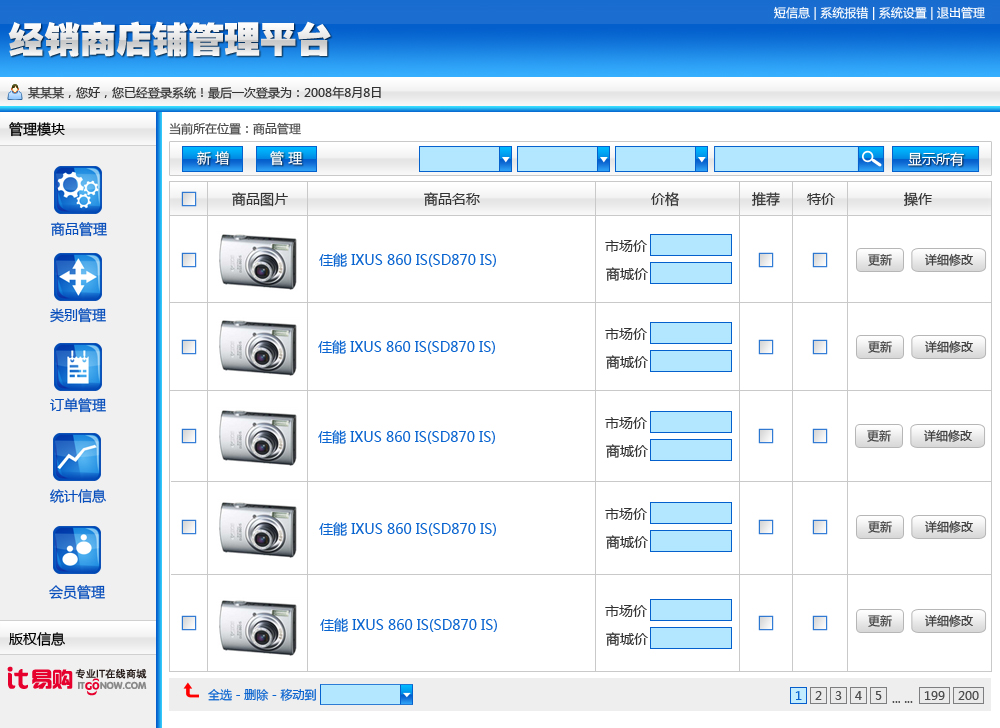 短信息 | 系统报错 | 系统设置 | 退出管理
经销商店铺管理平台
某某某，您好，您已经登录系统！最后一次登录为：2008年8月8日
管理模块
商品管理
类别管理
订单管理
统计信息
会员管理
版权信息
it易购 专业IT在线商城
ITGONOW.COM
当前所在位置：商品管理
新 增 管 理 显示所有
商品图片 商品名称 价格 推荐 特价 操作
市场价
佳能 IXUS 860 IS(SD870 IS) 更新 详细修改
商城价
市场价
佳能 IXUS 860 IS(SD870 IS) 更新 详细修改
商城价
市场价
佳能 IXUS 860 IS(SD870 IS) 更新 详细修改
商城价
市场价
佳能 IXUS 860 IS(SD870 IS) 更新 详细修改
商城价
市场价
佳能 IXUS 860 IS(SD870 IS) 更新 详细修改
商城价
全选 - 删除 - 移动到 1 2 3 4 5 ... ... 199 200